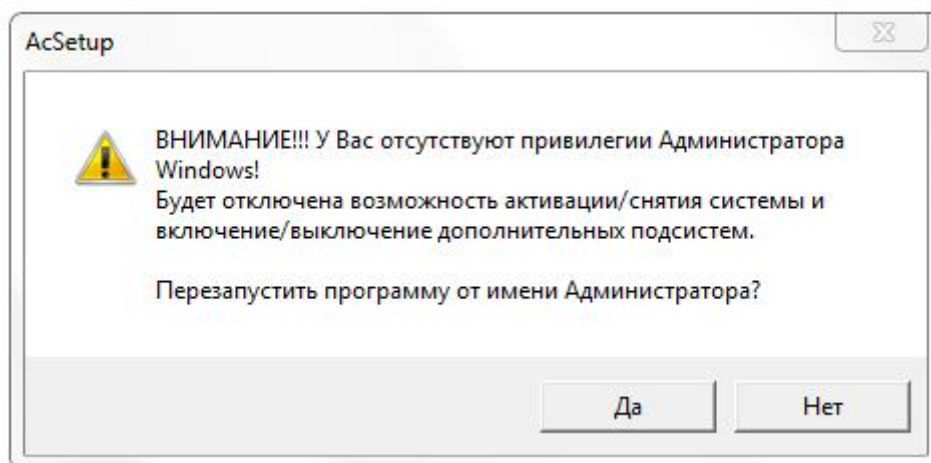 AcSetup
ВНИМАНИЕ!!! У Вас отсутствуют привилегии Администратора
Windows!
Будет отключена возможность активации/снятия системы и
включение/выключение дополнительных подсистем.
Перезапустить программу от имени Администратора?
Да
Нет